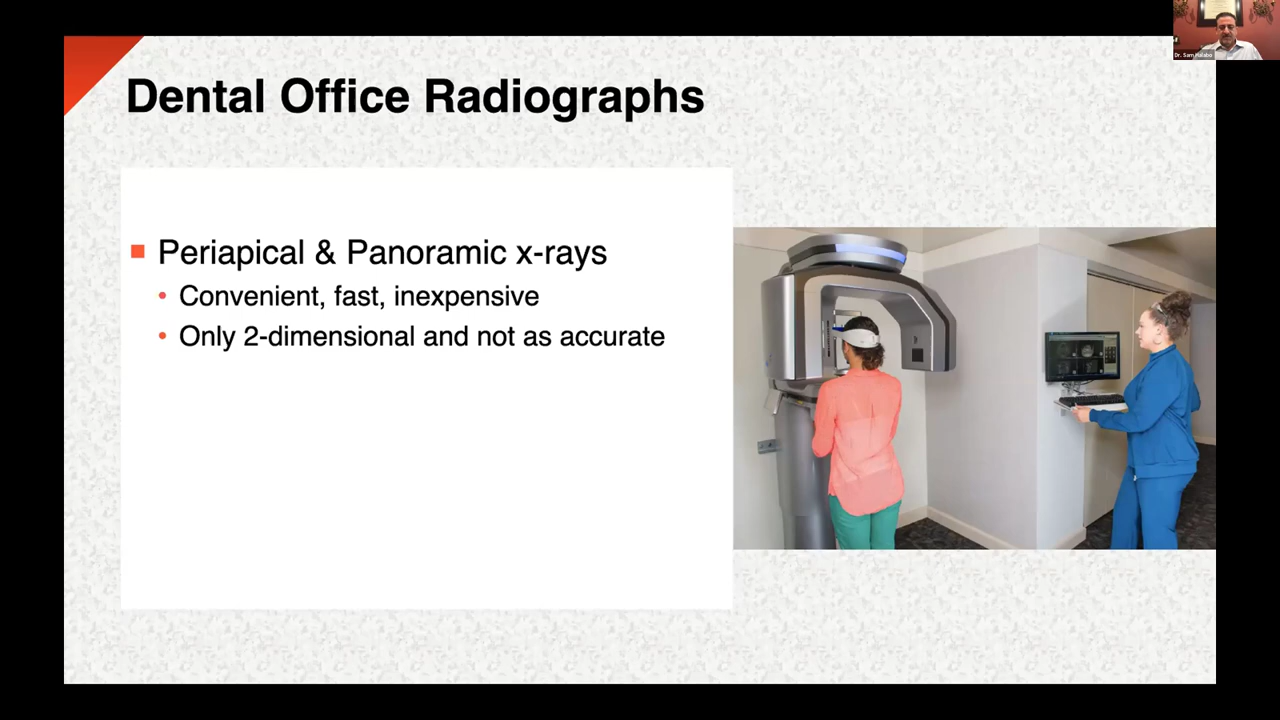 Dental Office Radiographs
Periapical & Panoramic x-rays
Convenient, fast, inexpensive
Only 2-dimensional and not as accurate
Dr. Sam Halabo